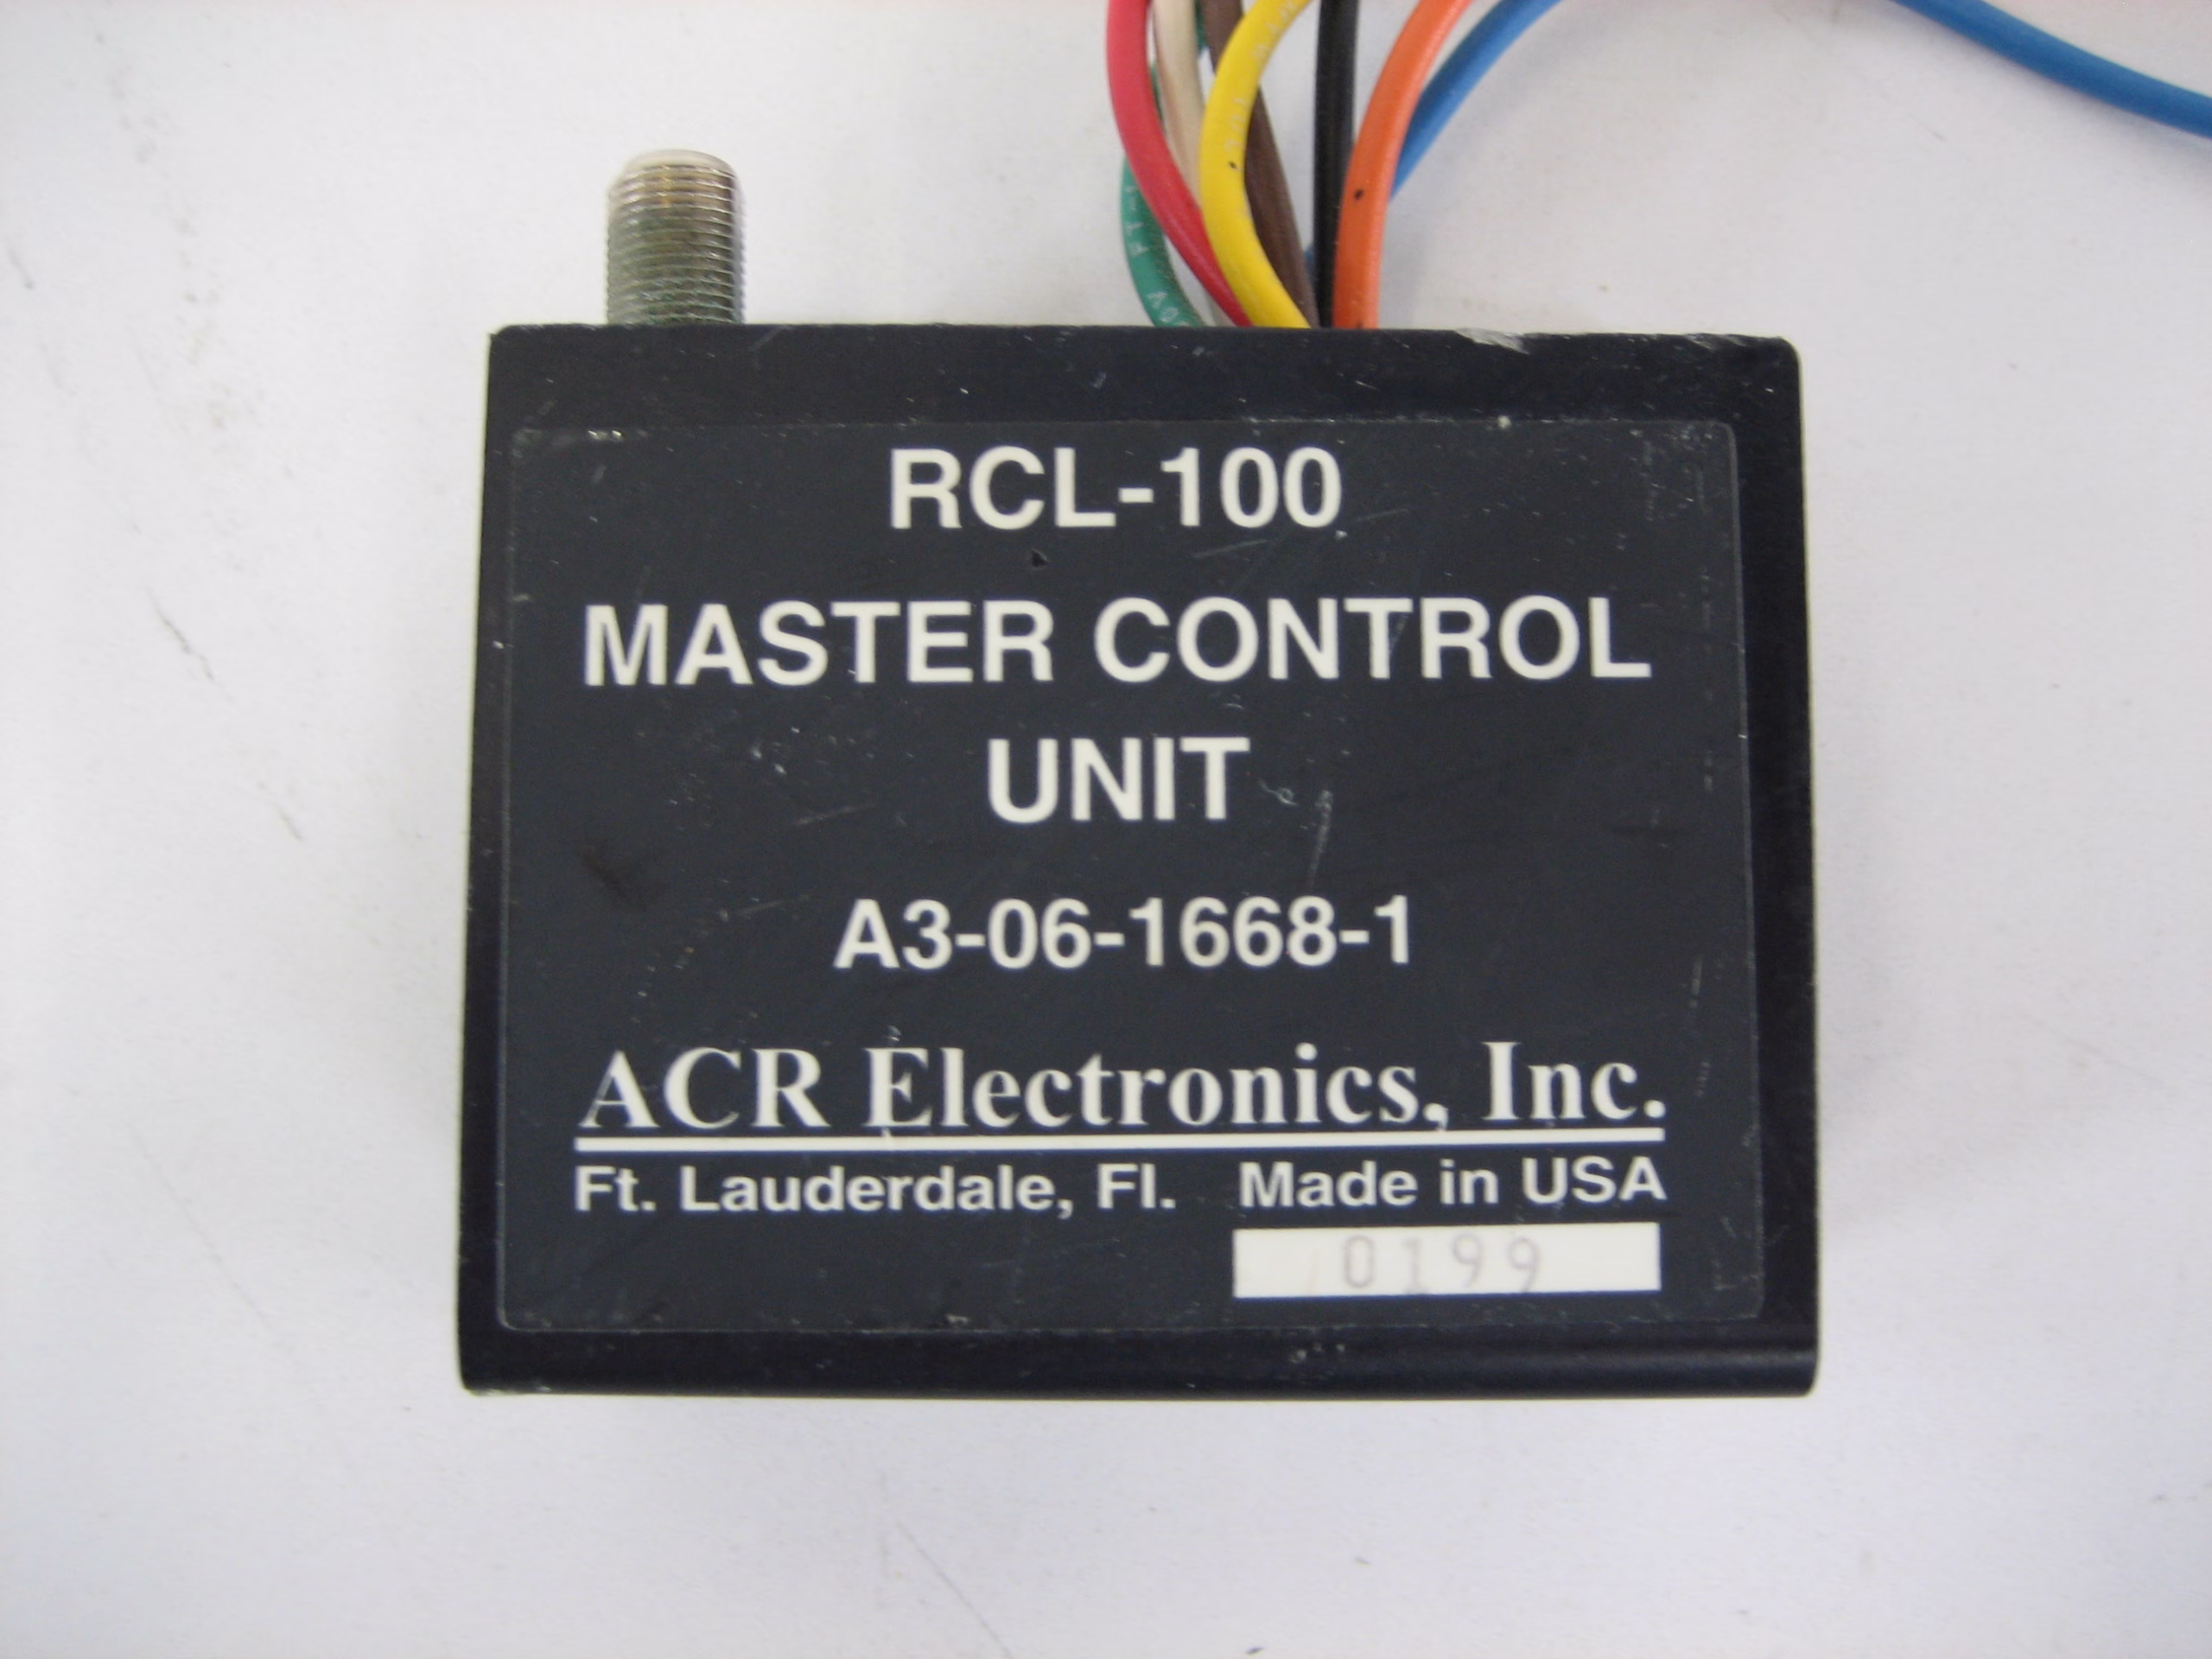 RCL-100
MASTER CONTROL
UNIT
A3-06-1668-1
ACR Electronics, Inc.
Ft. Lauderdale, Fl. Made in USA
0199